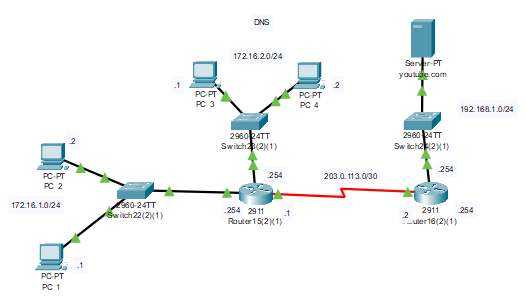 DNS
172.16.2.0/24
.1
PC-PT
PC 3
PC-PT
PC 4
.2
Server-PT
youtube.com
192.168.1.0/24
2960-24TT
Switch23(2)(1)
2960-24TT
Switch24(2)(1)
.2
PC-PT
PC 2
.254
.254
203.0.113.0/30
172.16.1.0/24
2960-24TT
Switch22(2)(1)
.254
2911
Router15(2)(1)
.1
.2
2911
Router16(2)(1)
.254
PC-PT
PC 1
.1